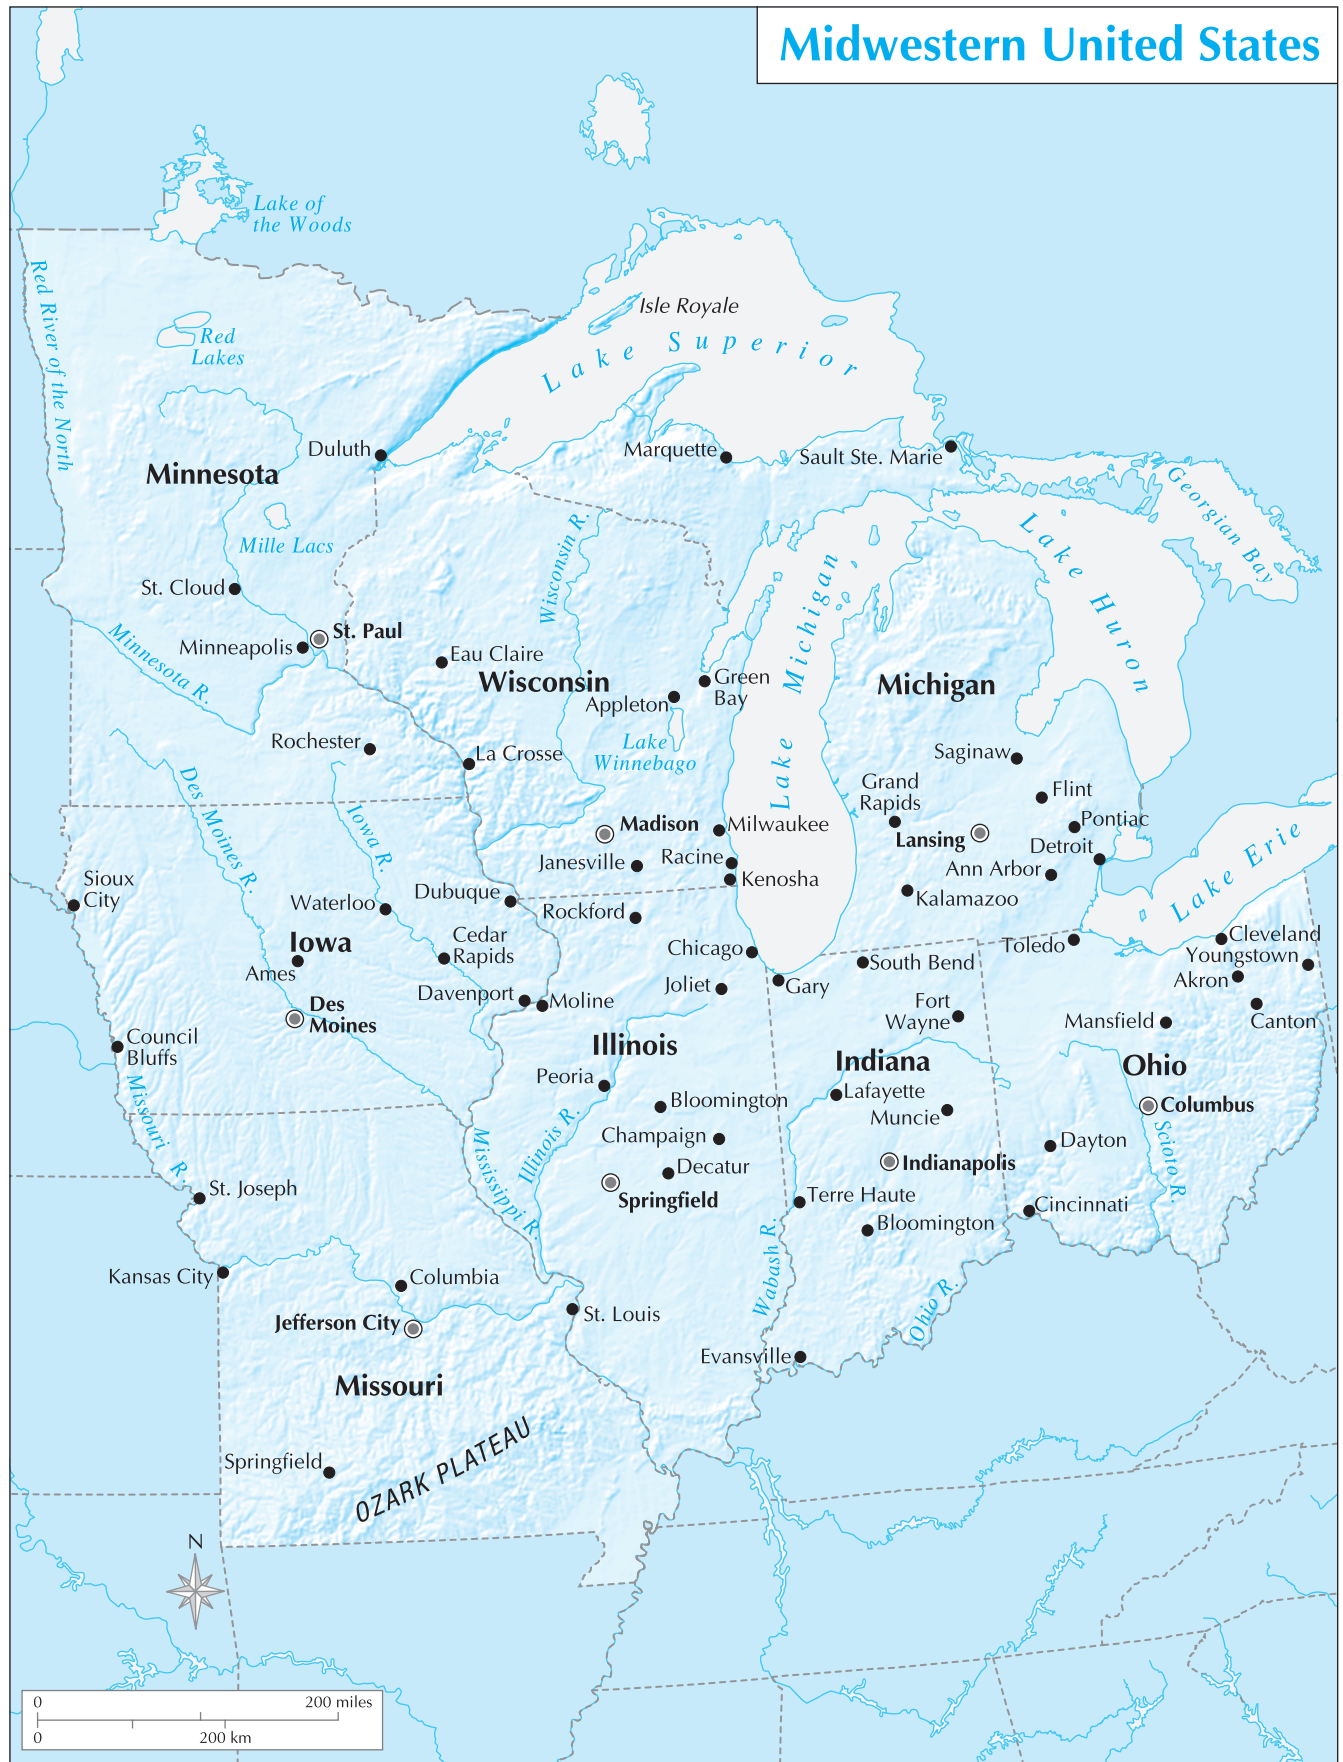 Midwestern United States
Lake of
the Woods
Red River of the North
Isle Royale
Lake Superior
Red
Lakes
Duluth
Marquette
Sault Ste. Marie
Minnesota
Georgian Bay
Lake Huron
Mille Lacs
Wisconsin R.
Lake Michigan
St. Cloud
St. Paul
Minneapolis
Minnesota R.
Eau Claire
Wisconsin
Green
Bay
Appleton
Michigan
Rochester
La Crosse
Lake
Winnebago
Saginaw
Grand
Rapids
Flint
Des Moines R.
Iowa R.
Madison
Milwaukee
Lansing
Pontiac
Detroit
Janesville
Racine
Kenosha
Ann Arbor
Kalamazoo
Lake Erie
Sioux
City
Dubuque
Waterloo
Rockford
Iowa
Cedar
Rapids
Chicago
Toledo
Cleveland
Youngstown
Ames
South Bend
Akron
Joliet
Gary
Davenport
Moline
Des
Moines
Fort
Wayne
Mansfield
Canton
Council
Bluffs
Illinois
Indiana
Ohio
Peoria
Lafayette
Bloomington
Muncie
Columbus
Missouri R.
Mississippi R.
Illinois R.
Champaign
Dayton
Scioto R.
Decatur
Indianapolis
St. Joseph
Springfield
Terre Haute
Cincinnati
Bloomington
Wabash R.
Ohio R.
Kansas City
Columbia
Jefferson City
St. Louis
Evansville
Missouri
OZARK PLATEAU
Springfield
N
0
200 miles
0
200 km